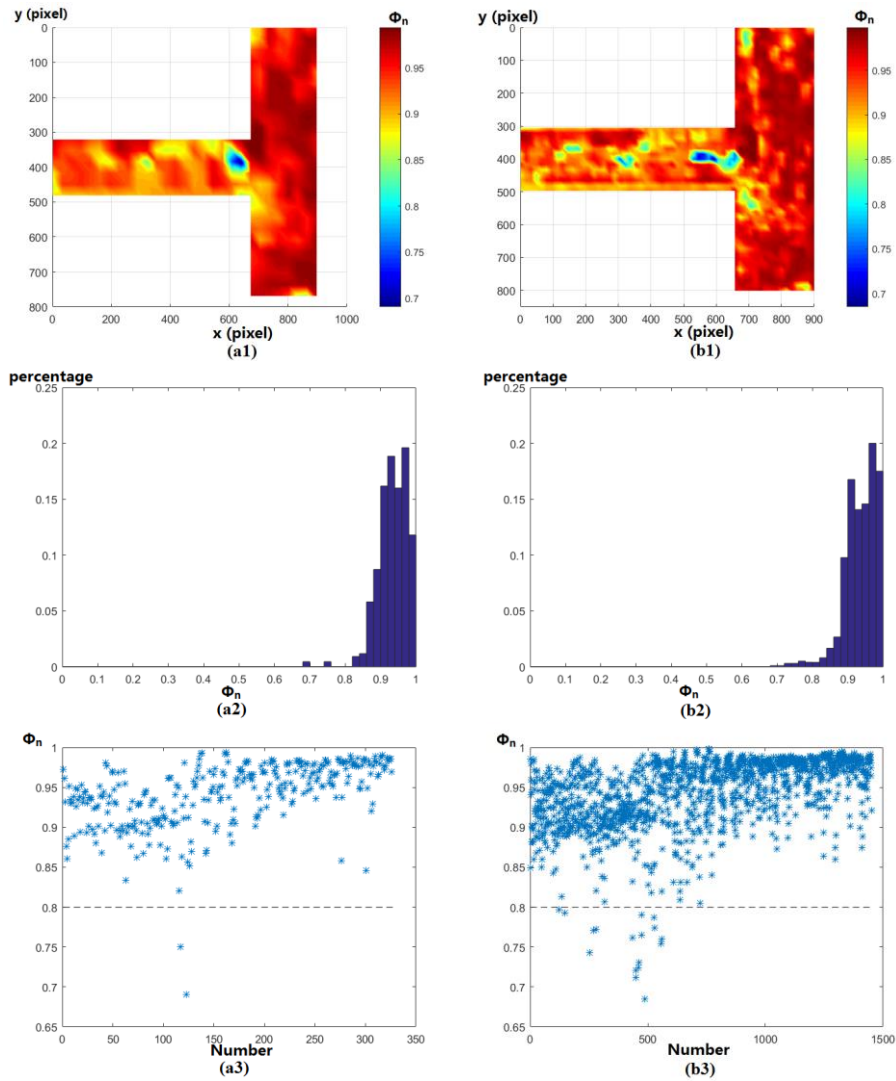 y (pixel)
Φn
0
100
200
300
400
500
600
700
800
0 200 400 600 800 1000
x (pixel)
0.95
0.9
0.85
0.8
0.75
0.7
(a1)
y (pixel)
Φn
0
100
200
300
400
500
600
700
800
0 100 200 300 400 500 600 700 800 900
x (pixel)
0.95
0.9
0.85
0.8
0.75
0.7
(b1)
percentage
0.25
0.2
0.15
0.1
0.05
0
0 0.1 0.2 0.3 0.4 0.5 0.6 0.7 0.8 0.9 1
Φn
(a2)
percentage
0.25
0.2
0.15
0.1
0.05
0
0 0.1 0.2 0.3 0.4 0.5 0.6 0.7 0.8 0.9 1
Φn
(b2)
Φn
1
0.95
0.9
0.85
0.8
0.75
0.7
0.65
0 50 100 150 200 250 300 350
Number
(a3)
Φn
1
0.95
0.9
0.85
0.8
0.75
0.7
0.65
0 500 1000 1500
Number
(b3)